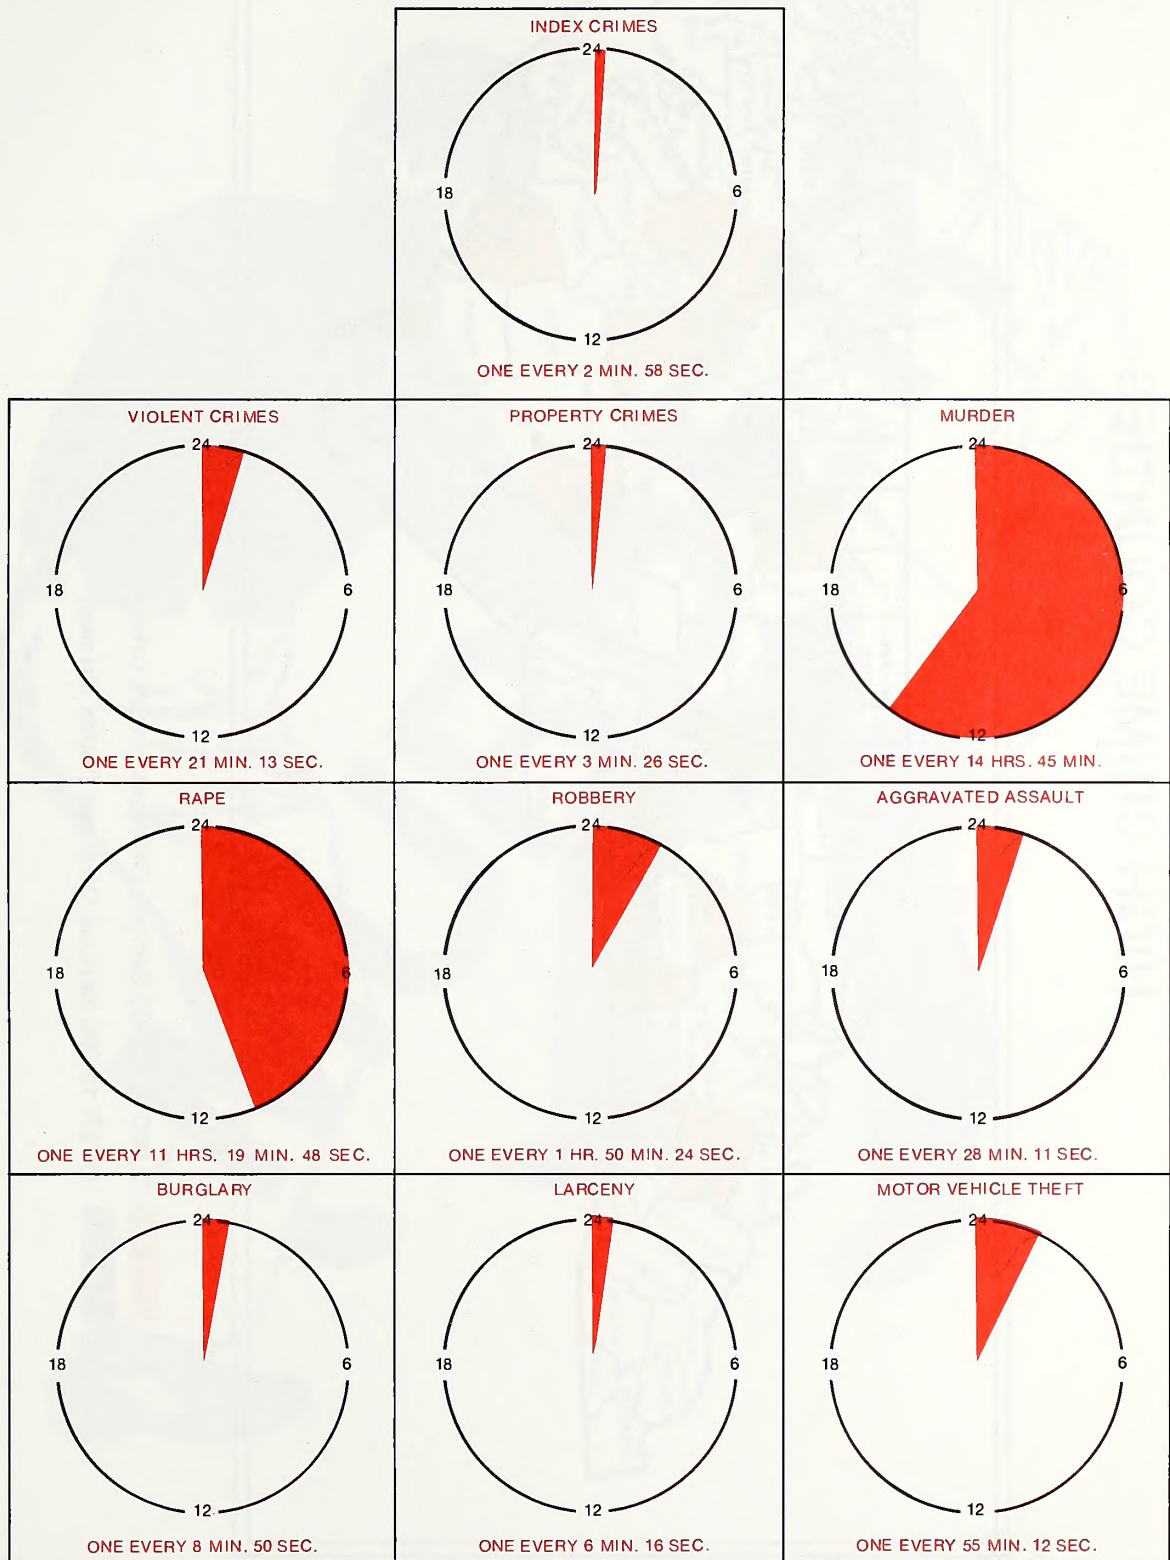 INDEX CRIMES
24
18
6
12
ONE EVERY 2 MIN. 58 SEC.
VIOLENT CRIMES
24
18
6
12
ONE EVERY 21 MIN. 13 SEC.
PROPERTY CRIMES
24
18
6
12
ONE EVERY 3 MIN. 26 SEC.
MURDER
24
18
6
12
ONE EVERY 14 HRS. 45 MIN.
RAPE
24
18
6
12
ONE EVERY 11 HRS. 19 MIN. 48 SEC.
ROBBERY
24
18
6
12
ONE EVERY 1 HR. 50 MIN. 24 SEC.
AGGRAVATED ASSAULT
24
18
6
12
ONE EVERY 28 MIN. 11 SEC.
BURGLARY
24
18
6
12
ONE EVERY 8 MIN. 50 SEC.
LARCENY
24
18
6
12
ONE EVERY 6 MIN. 16 SEC.
MOTOR VEHICLE THEFT
24
18
6
12
ONE EVERY 55 MIN. 12 SEC.